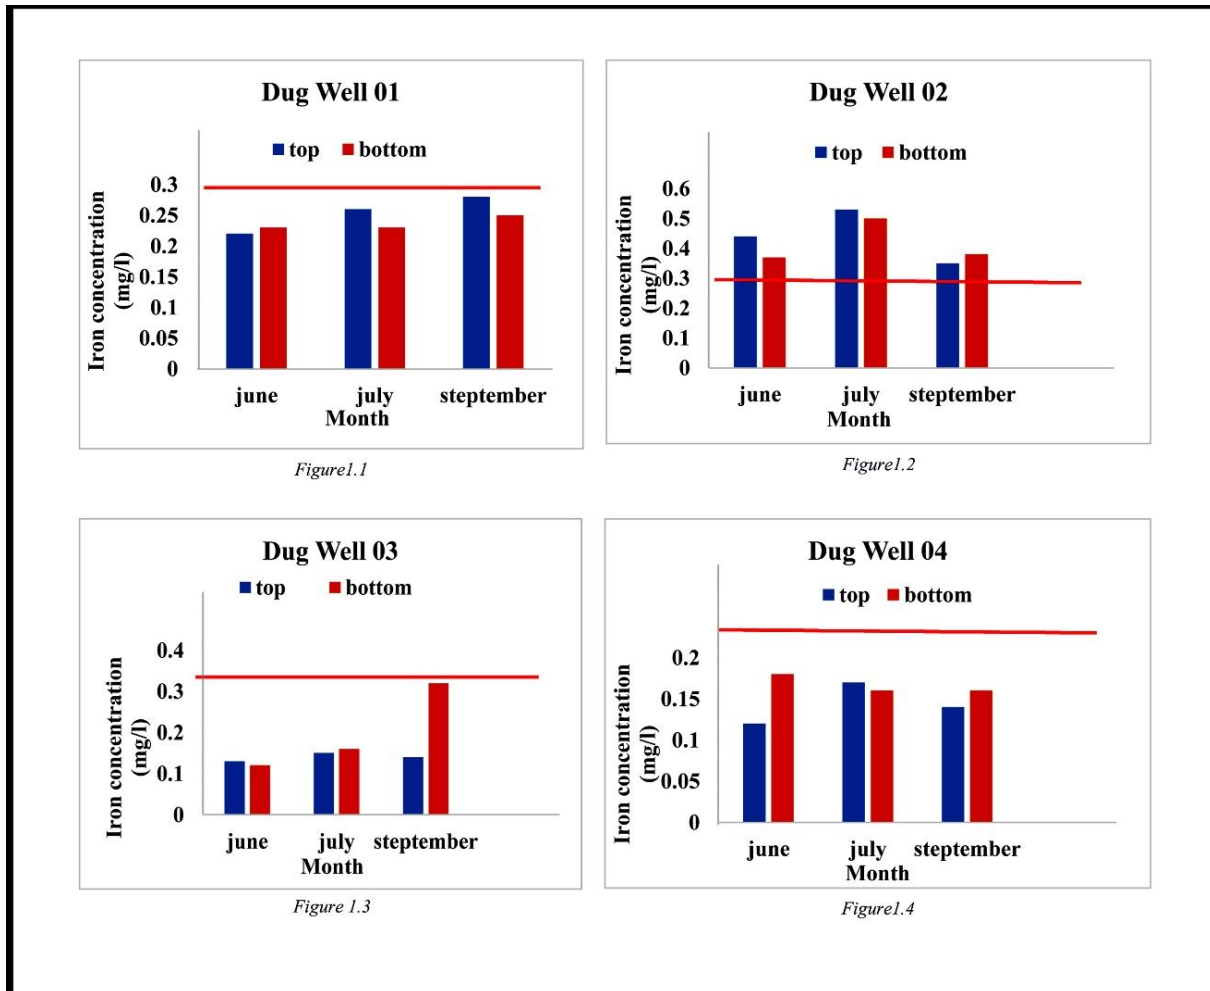 Dug Well 01
top bottom
Iron concentration
(mg/l)
0.3
0.25
0.2
0.15
0.1
0.05
0
june july steptember
Month
Figure1.1
Dug Well 02
top bottom
Iron concentration
(mg/l)
0.6
0.5
0.4
0.3
0.2
0.1
0
june july steptember
Month
Figure1.2
Dug Well 03
top bottom
Iron concentration
(mg/l)
0.4
0.3
0.2
0.1
0
june july steptember
Month
Figure 1.3
Dug Well 04
top bottom
Iron concentration
(mg/l)
0.2
0.15
0.1
0.05
0
june july steptember
Month
Figure1.4